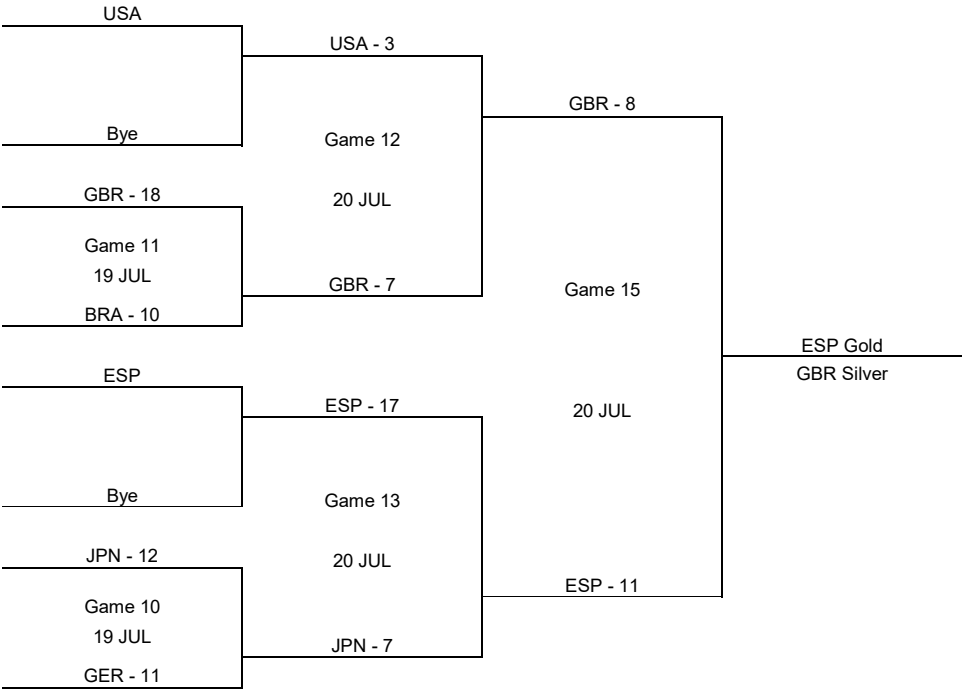 USA
USA - 3
GBR - 8
Bye
Game 12
GBR - 18
20 JUL
Game 11
19 JUL
GBR - 7
Game 15
BRA - 10
ESP Gold
GBR Silver
ESP
ESP - 17
20 JUL
Bye
Game 13
JPN - 12
20 JUL
ESP - 11
Game 10
19 JUL
JPN - 7
GER - 11